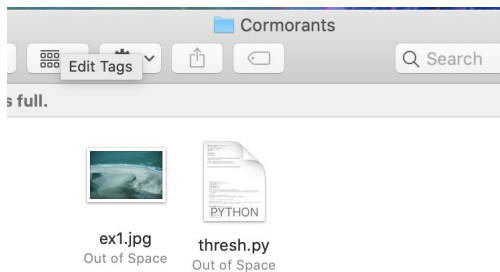 Cormorants
Edit Tags
Search
s full.
PYTHON
ex1.jpg
thresh.py
Out of Space
Out of Space